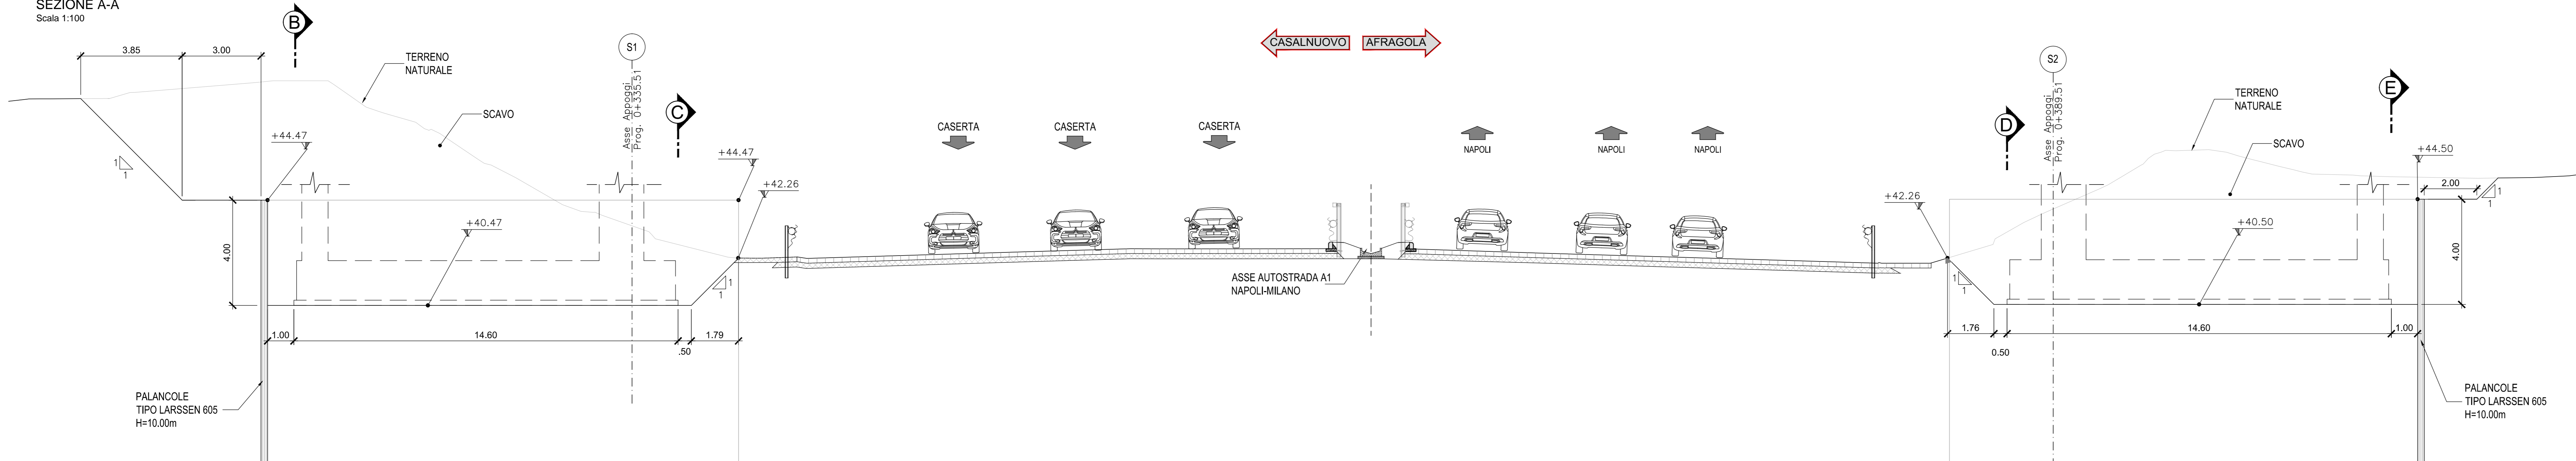 SEZIONE A-A
Scala 1:100
B
S1
CASALNUOVO
AFRAGOLA
S2
E
3.85
3.00
TERRENO
NATURALE
Asse Appoggi
Prog. 0+335.51
C
SCAVO
+44.47
+44.47
+42.26
1
1
CASERTA
CASERTA
CASERTA
NAPOLI
NAPOLI
NAPOLI
D
Asse Appoggi
Prog. 0+389.51
TERRENO
NATURALE
SCAVO
+44.50
2.00
1
1
+42.26
4.00
+40.47
1
1
ASSE AUTOSTRADA A1
NAPOLI-MILANO
1
1
+40.50
4.00
1.00
14.60
.50
1.79
1.76
0.50
14.60
1.00
PALANCOLE
TIPO LARSSEN 605
H=10.00m
PALANCOLE
TIPO LARSSEN 605
H=10.00m